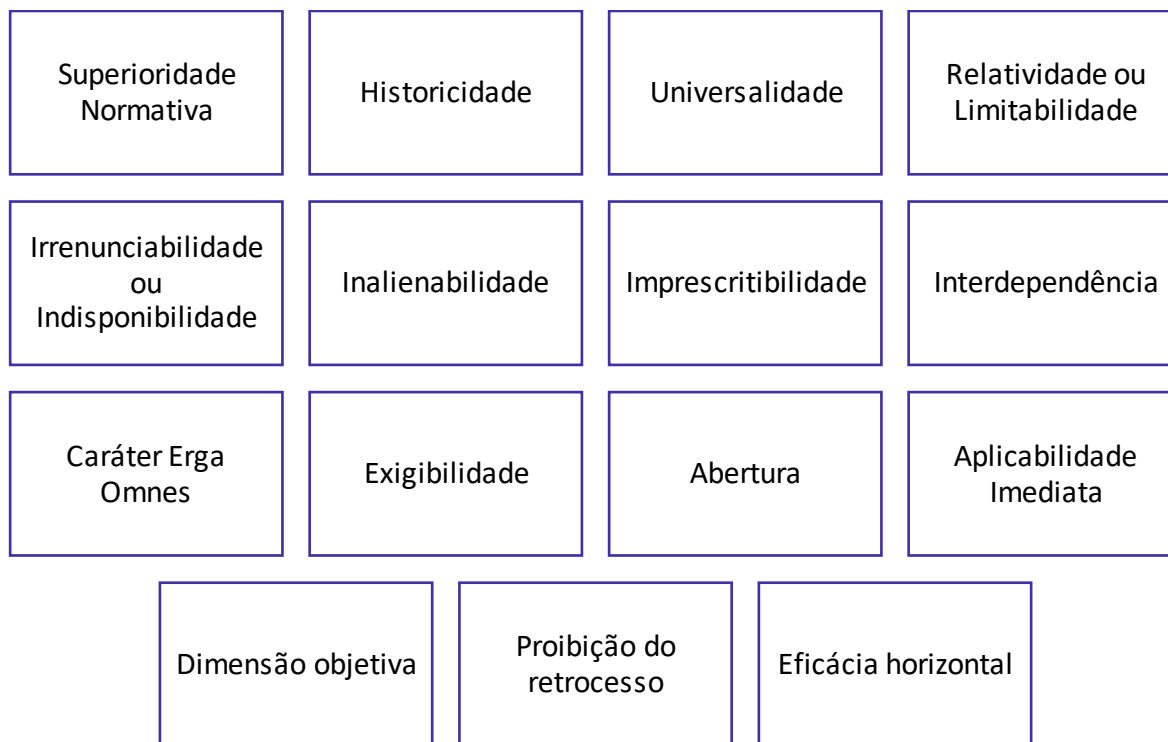 Superioridade
Normativa
Historicidade
Universalidade
Relatividade ou
Limitabilidade
Irrenunciabilidade
ou
Indisponibilidade
Inalienabilidade
Imprescritibilidade
Interdependência
Caráter Erga
Omnes
Exigibilidade
Abertura
Aplicabilidade
Imediata
Dimensão objetiva
Proibição do
retrocesso
Eficácia horizontal